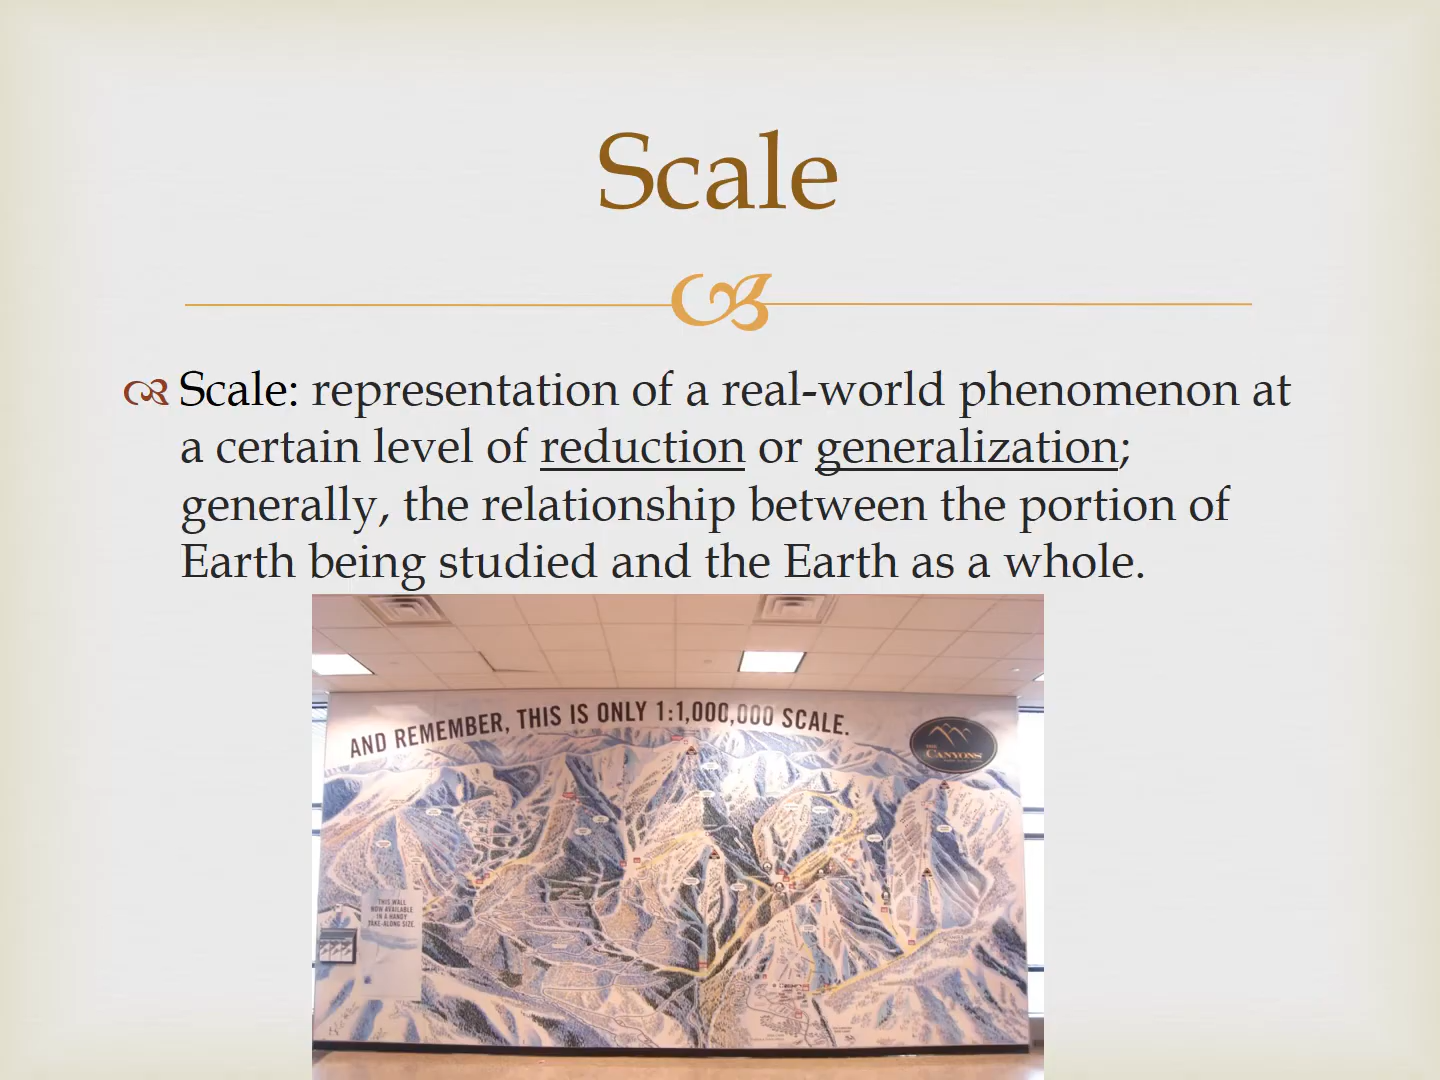 Scale
Scale: representation of a real-world phenomenon at
a certain level of reduction or generalization;
generally, the relationship between the portion of
Earth being studied and the Earth as a whole.
AND REMEMBER, THIS IS ONLY 1:1,000,000 SCALE.
THE
CANYONS
THIS WALL
NOW AVAILABLE
IN A HANDY
TAKE-ALONG SIZE.